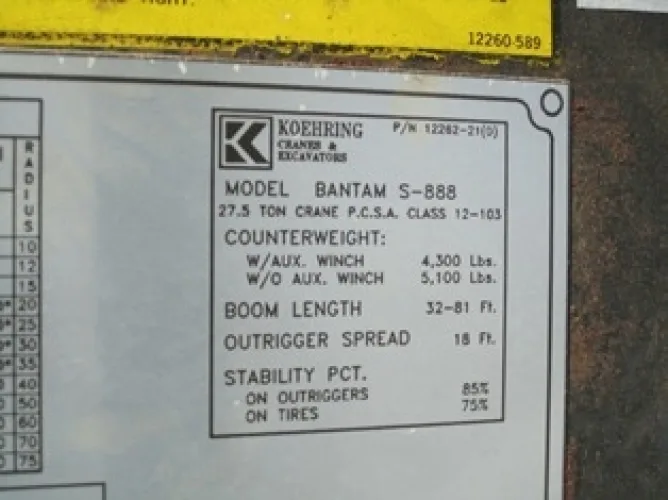 12260-589
KOEHRING
CRANES &
EXCAVATORS
P/N 12262-21(D)
MODEL BANTAM S-888
27.5 TON CRANE P.C.S.A. CLASS 12-103
COUNTERWEIGHT:
W/AUX. WINCH 4,300 Lbs.
W/O AUX. WINCH 5,100 Lbs.
BOOM LENGTH 32-81 Ft.
OUTRIGGER SPREAD 18 Ft.
STABILITY PCT.
ON OUTRIGGERS 85%
ON TIRES 75%
RADIUS
10
12
15
20
25
30
35
40
50
60
70
75